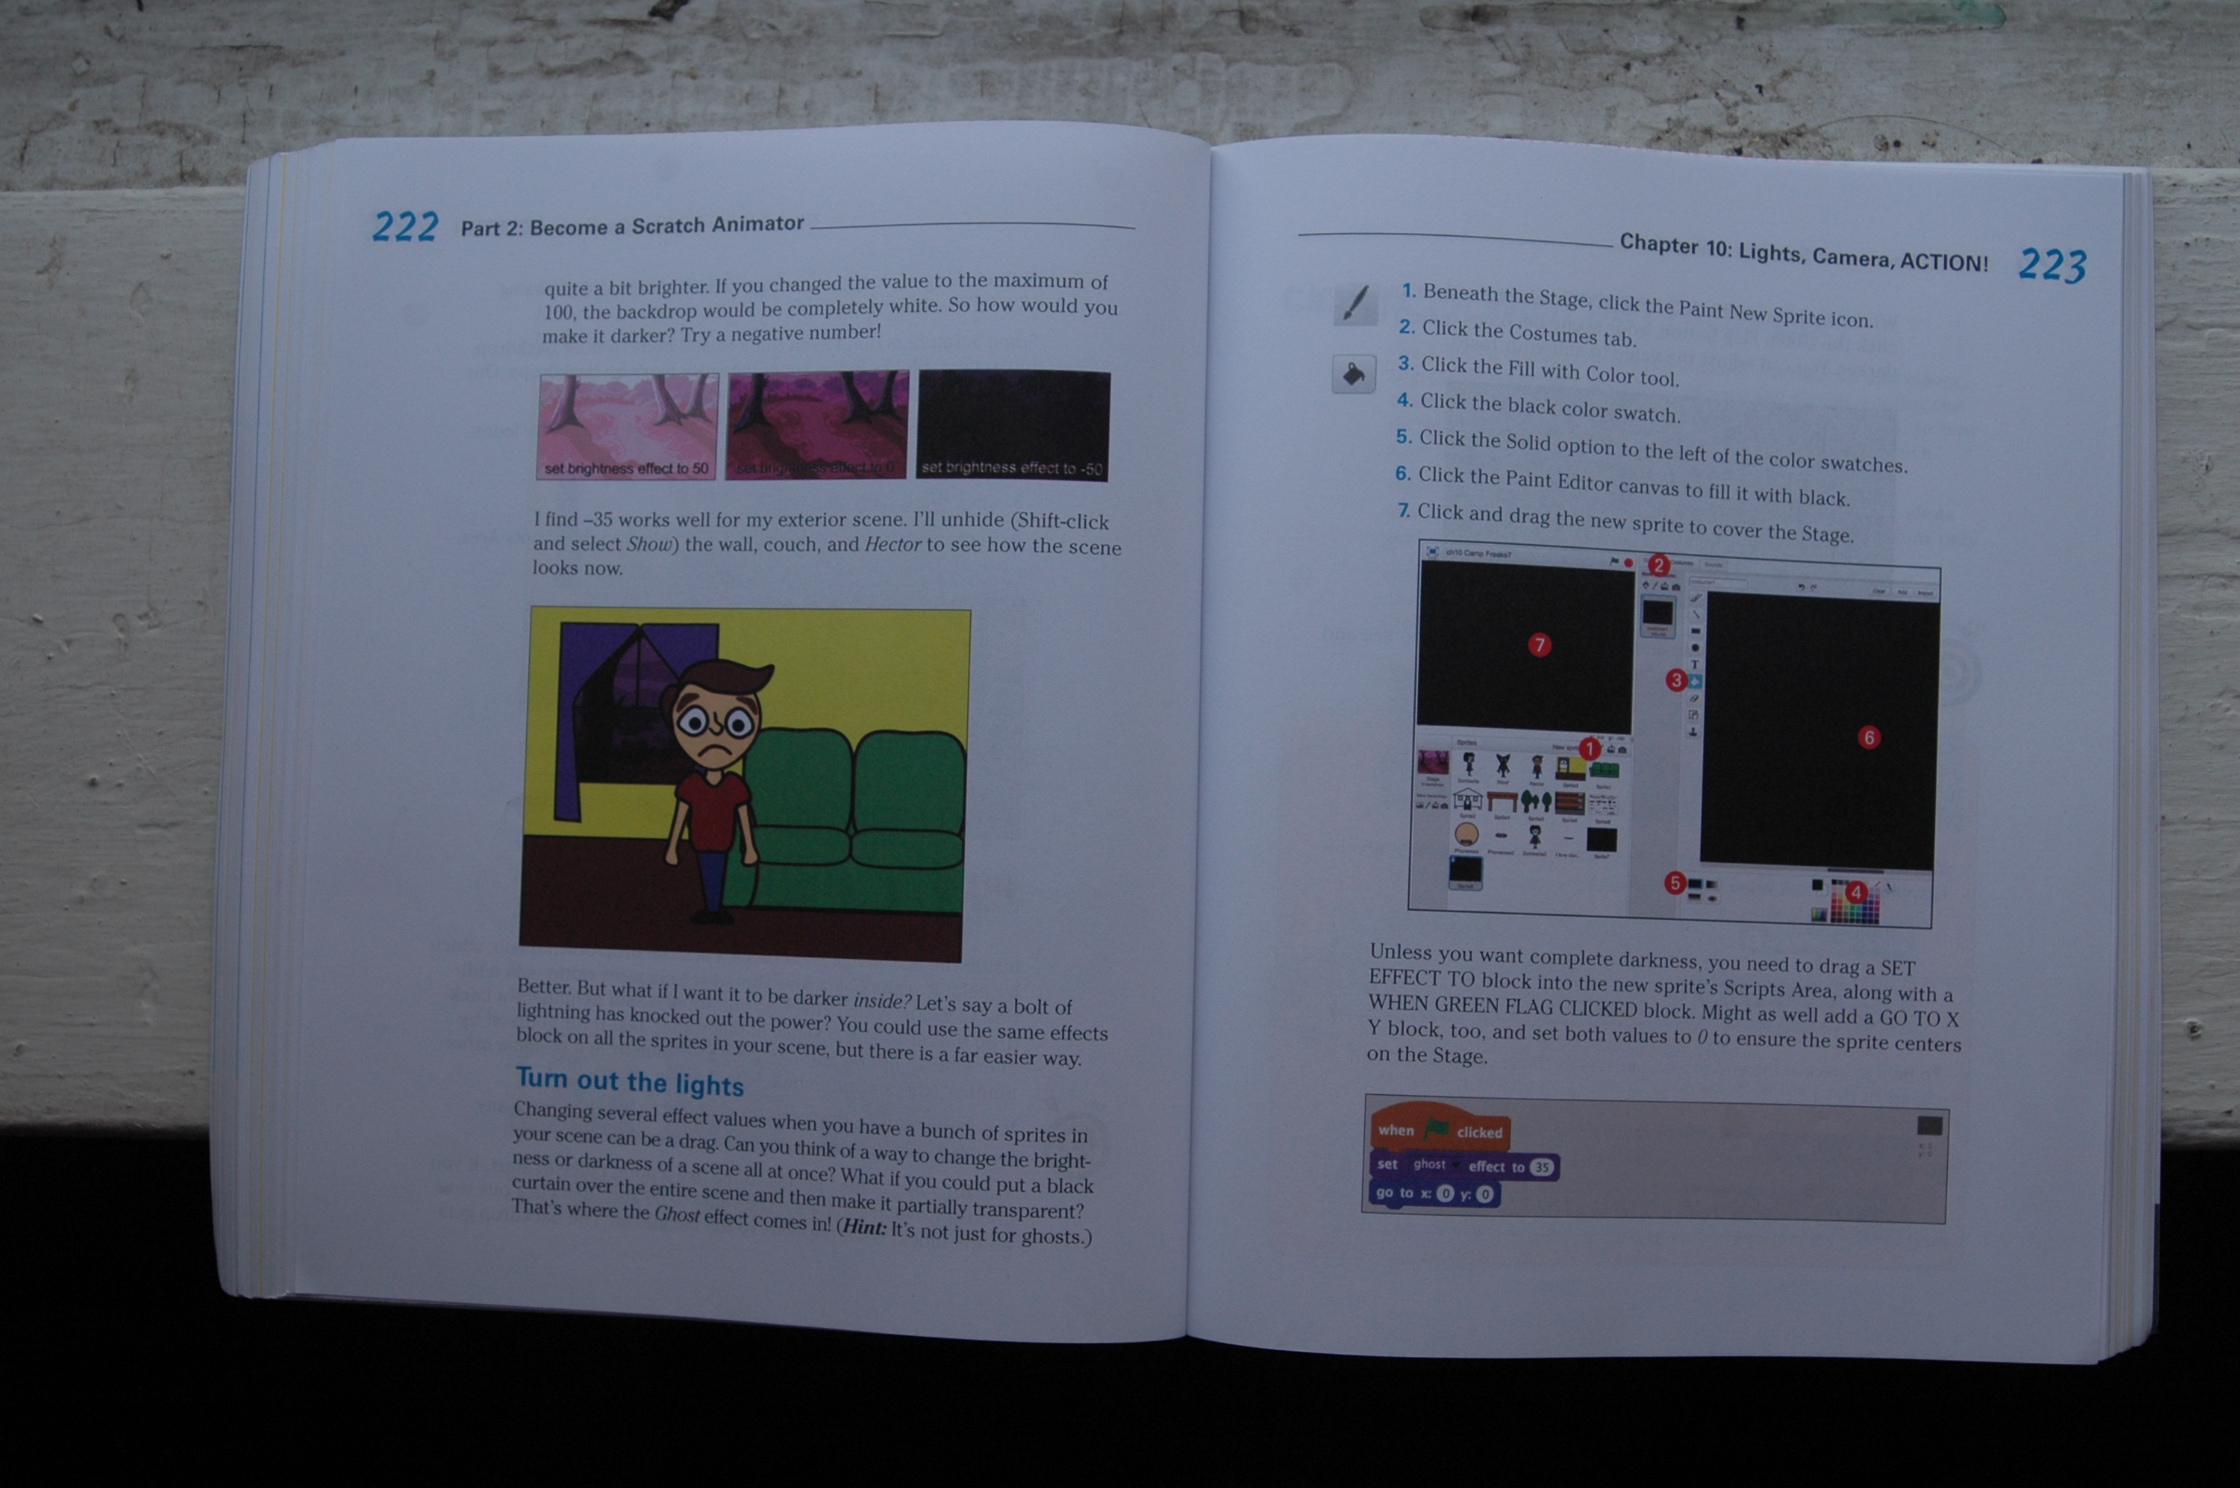 222 Part 2: Become a Scratch Animator
quite a bit brighter. If you changed the value to the maximum of
100, the backdrop would be completely white. So how would you
make it darker? Try a negative number!
set brightness effect to 50
set brightness effect to 0
set brightness effect to -50
I find –35 works well for my exterior scene. I'll unhide (Shift-click
and select Show) the wall, couch, and Hector to see how the scene
looks now.
Better. But what if I want it to be darker inside? Let's say a bolt of
lightning has knocked out the power? You could use the same effects
block on all the sprites in your scene, but there is a far easier way.
Turn out the lights
Changing several effect values when you have a bunch of sprites in
your scene can be a drag. Can you think of a way to change the bright-
ness or darkness of a scene all at once? What if you could put a black
curtain over the entire scene and then make it partially transparent?
That's where the Ghost effect comes in! (Hint: It's not just for ghosts.)
Chapter 10: Lights, Camera, ACTION! 223
1. Beneath the Stage, click the Paint New Sprite icon.
2. Click the Costumes tab.
3. Click the Fill with Color tool.
4. Click the black color swatch.
5. Click the Solid option to the left of the color swatches.
6. Click the Paint Editor canvas to fill it with black.
7. Click and drag the new sprite to cover the Stage.
ch10 Camp Freaks7
2
7
3
T
6
Sprites
1
5
4
Unless you want complete darkness, you need to drag a SET
EFFECT TO block into the new sprite's Scripts Area, along with a
WHEN GREEN FLAG CLICKED block. Might as well add a GO TO X
Y block, too, and set both values to 0 to ensure the sprite centers
on the Stage.
when clicked
set ghost effect to 35
go to x: 0 y: 0